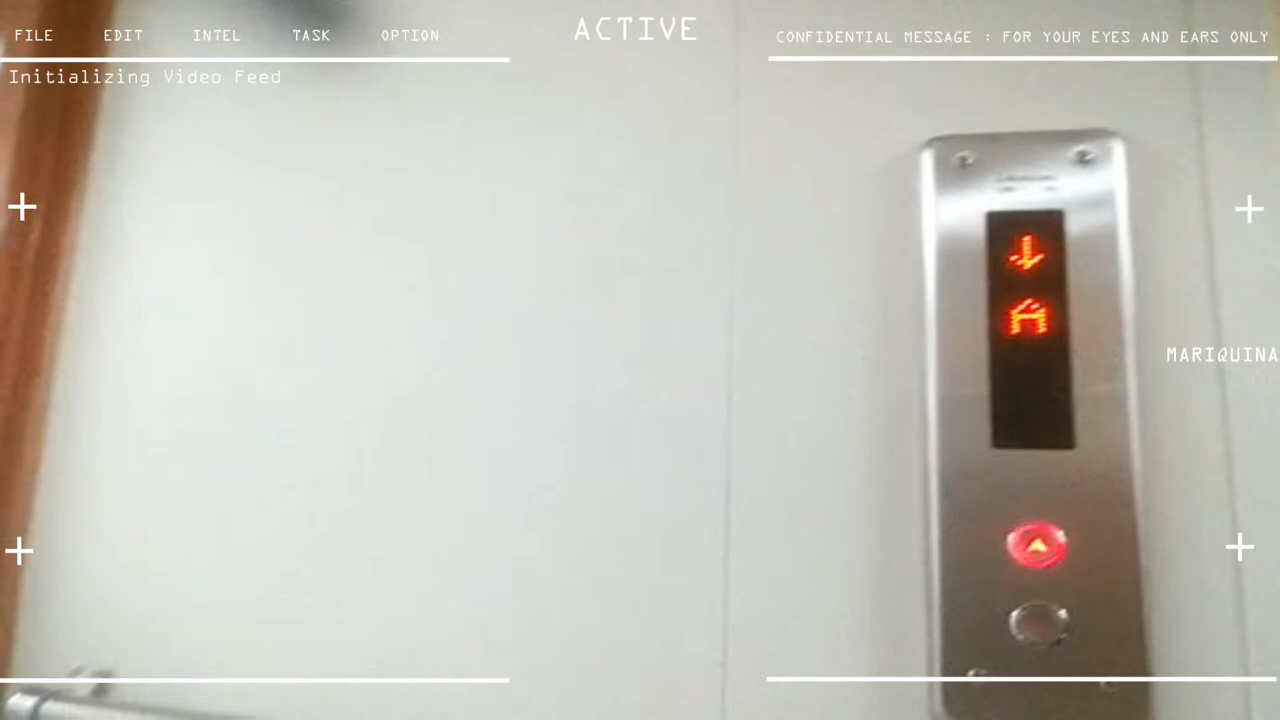 FILE EDIT INTEL TASK OPTION
ACTIVE
CONFIDENTIAL MESSAGE : FOR YOUR EYES AND EARS ONLY
Initializing Video Feed
MARIQUINA